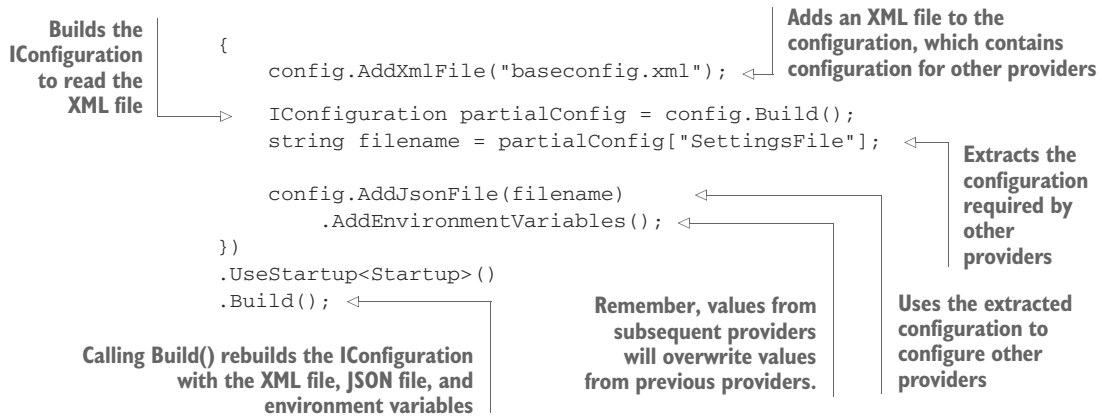 Builds the
IConfiguration
to read the
XML file
Adds an XML file to the
configuration, which contains
configuration for other providers
{
config.AddXmlFile("baseconfig.xml");
IConfiguration partialConfig = config.Build();
string filename = partialConfig["SettingsFile"];
Extracts the
configuration
required by
other
providers
config.AddJsonFile(filename)
.AddEnvironmentVariables();
})
.UseStartup<Startup>()
.Build();
Remember, values from
subsequent providers
will overwrite values
from previous providers.
Uses the extracted
configuration to
configure other
providers
Calling Build() rebuilds the IConfiguration
with the XML file, JSON file, and
environment variables